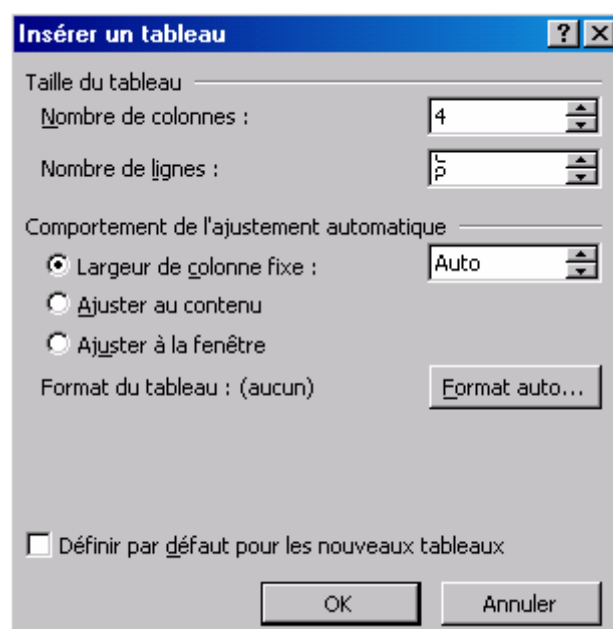 Insérer un tableau
Taille du tableau
Nombre de colonnes : 4
Nombre de lignes :
Comportement de l'ajustement automatique
Largeur de colonne fixe : Auto
Ajuster au contenu
Ajuster à la fenêtre
Format du tableau : (aucun) Format auto...
Définir par défaut pour les nouveaux tableaux
OK Annuler